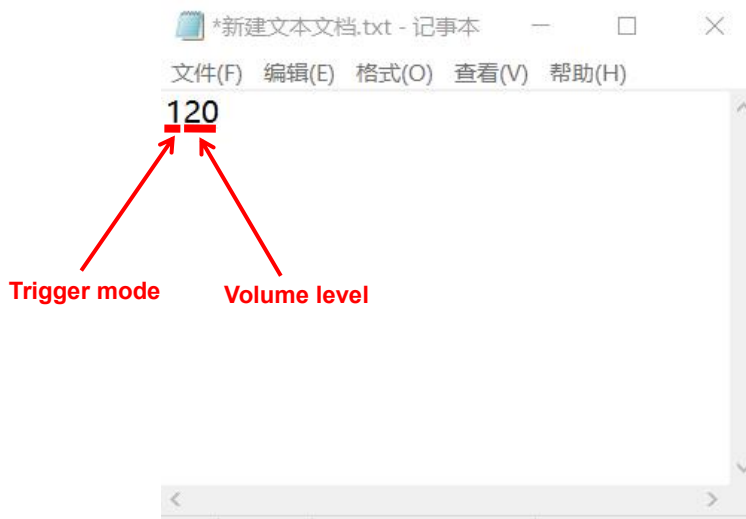 *新建文本文档.txt - 记事本
文件(F) 编辑(E) 格式(O) 查看(V) 帮助(H)
120
Trigger mode
Volume level